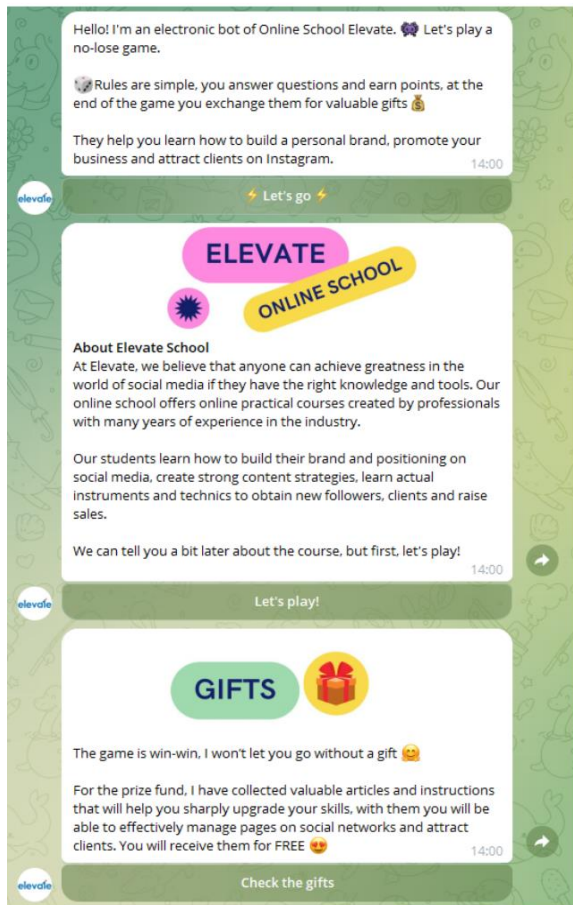 Hello! I'm an electronic bot of Online School Elevate. 👾 Let's play a
no-lose game.
🎲Rules are simple, you answer questions and earn points, at the
end of the game you exchange them for valuable gifts 💰
They help you learn how to build a personal brand, promote your
business and attract clients on Instagram.
14:00
elevate
⚡ Let's go ⚡
ELEVATE
ONLINE SCHOOL
About Elevate School
At Elevate, we believe that anyone can achieve greatness in the
world of social media if they have the right knowledge and tools. Our
online school offers online practical courses created by professionals
with many years of experience in the industry.
Our students learn how to build their brand and positioning on
social media, create strong content strategies, learn actual
instruments and technics to obtain new followers, clients and raise
sales.
We can tell you a bit later about the course, but first, let's play!
14:00
elevate
Let's play!
GIFTS
The game is win-win, I won't let you go without a gift 🤗
For the prize fund, I have collected valuable articles and instructions
that will help you sharply upgrade your skills, with them you will be
able to effectively manage pages on social networks and attract
clients. You will receive them for FREE 😍
14:00
elevate
Check the gifts